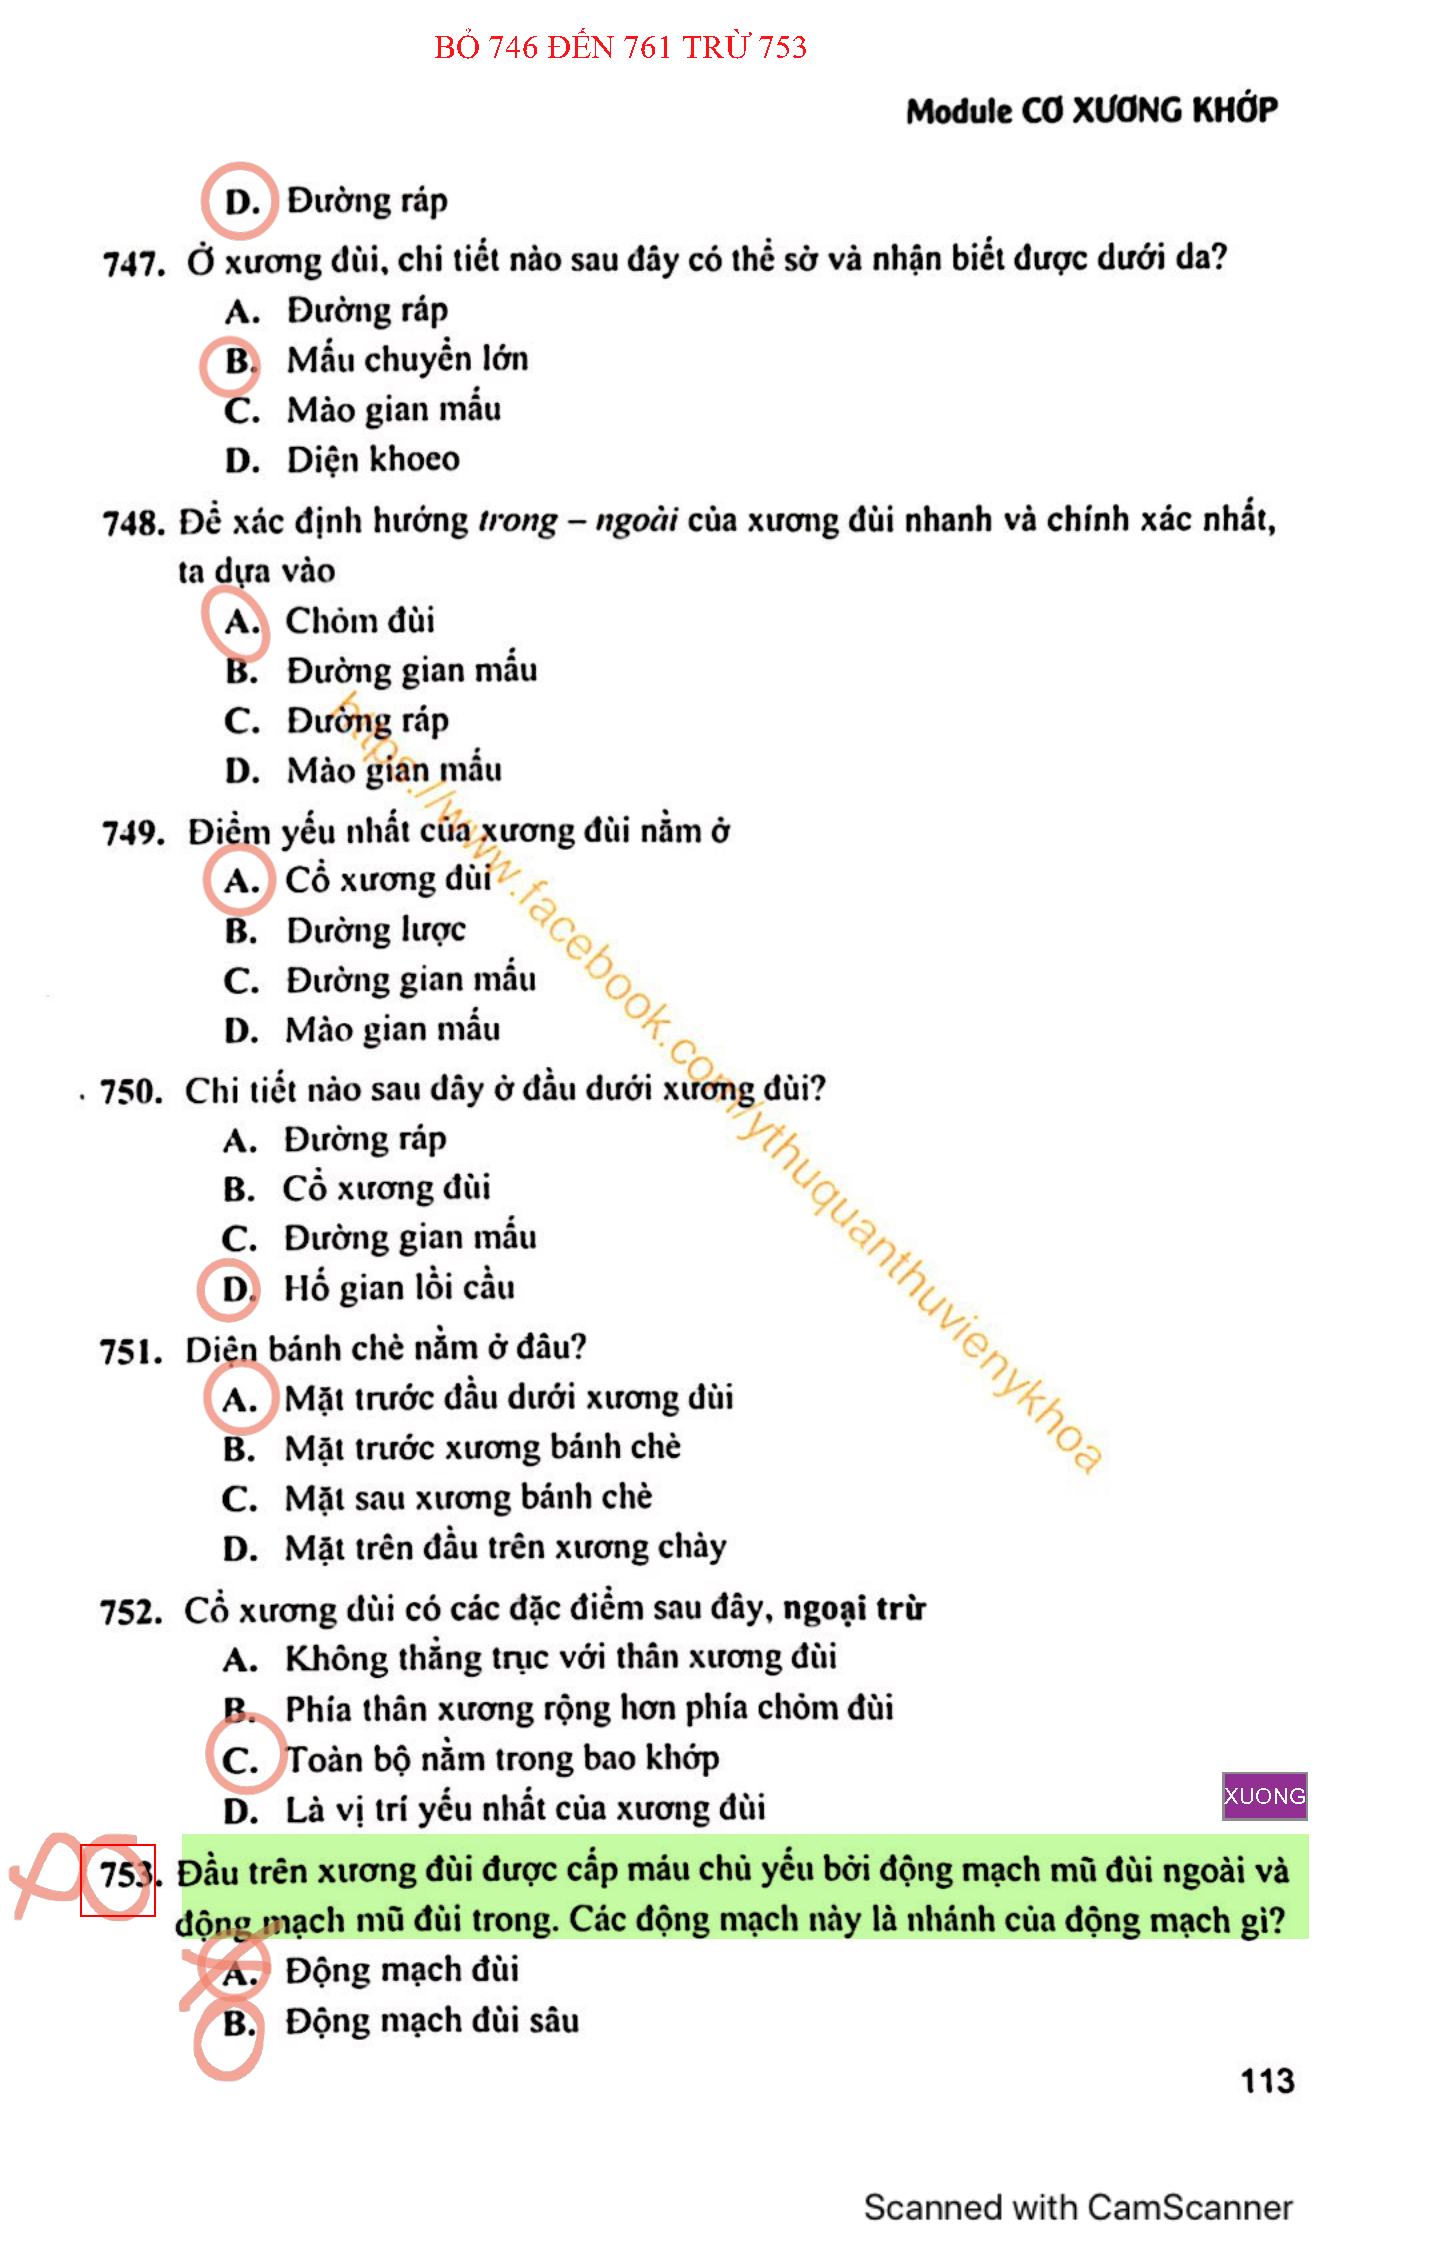 BỎ 746 ĐẾN 761 TRỪ 753
Module CƠ XƯƠNG KHỚP
D. Đường ráp
747. Ở xương đùi, chi tiết nào sau đây có thể sờ và nhận biết được dưới da?
A. Đường ráp
B. Mấu chuyển lớn
C. Mào gian mấu
D. Diện khoeo
748. Để xác định hướng trong – ngoài của xương đùi nhanh và chính xác nhất,
ta dựa vào
A. Chỏm đùi
B. Đường gian mấu
C. Đường ráp
D. Mào gian mấu
749. Điểm yếu nhất của xương đùi nằm ở
A. Cổ xương đùi
B. Đường lược
C. Đường gian mấu
D. Mào gian mấu
750. Chi tiết nào sau đây ở đầu dưới xương đùi?
A. Đường ráp
B. Cổ xương đùi
C. Đường gian mấu
D. Hố gian lồi cầu
751. Diện bánh chè nằm ở đâu?
A. Mặt trước đầu dưới xương đùi
B. Mặt trước xương bánh chè
C. Mặt sau xương bánh chè
D. Mặt trên đầu trên xương chày
752. Cổ xương đùi có các đặc điểm sau đây, ngoại trừ
A. Không thẳng trục với thân xương đùi
B. Phía thân xương rộng hơn phía chỏm đùi
C. Toàn bộ nằm trong bao khớp
D. Là vị trí yếu nhất của xương đùi
XUONG
753. Đầu trên xương đùi được cấp máu chủ yếu bởi động mạch mũ đùi ngoài và
động mạch mũ đùi trong. Các động mạch này là nhánh của động mạch gì?
A. Động mạch đùi
B. Động mạch đùi sâu
113
https://www.facebook.com/ythuquanthuvienykhoa
Scanned with CamScanner